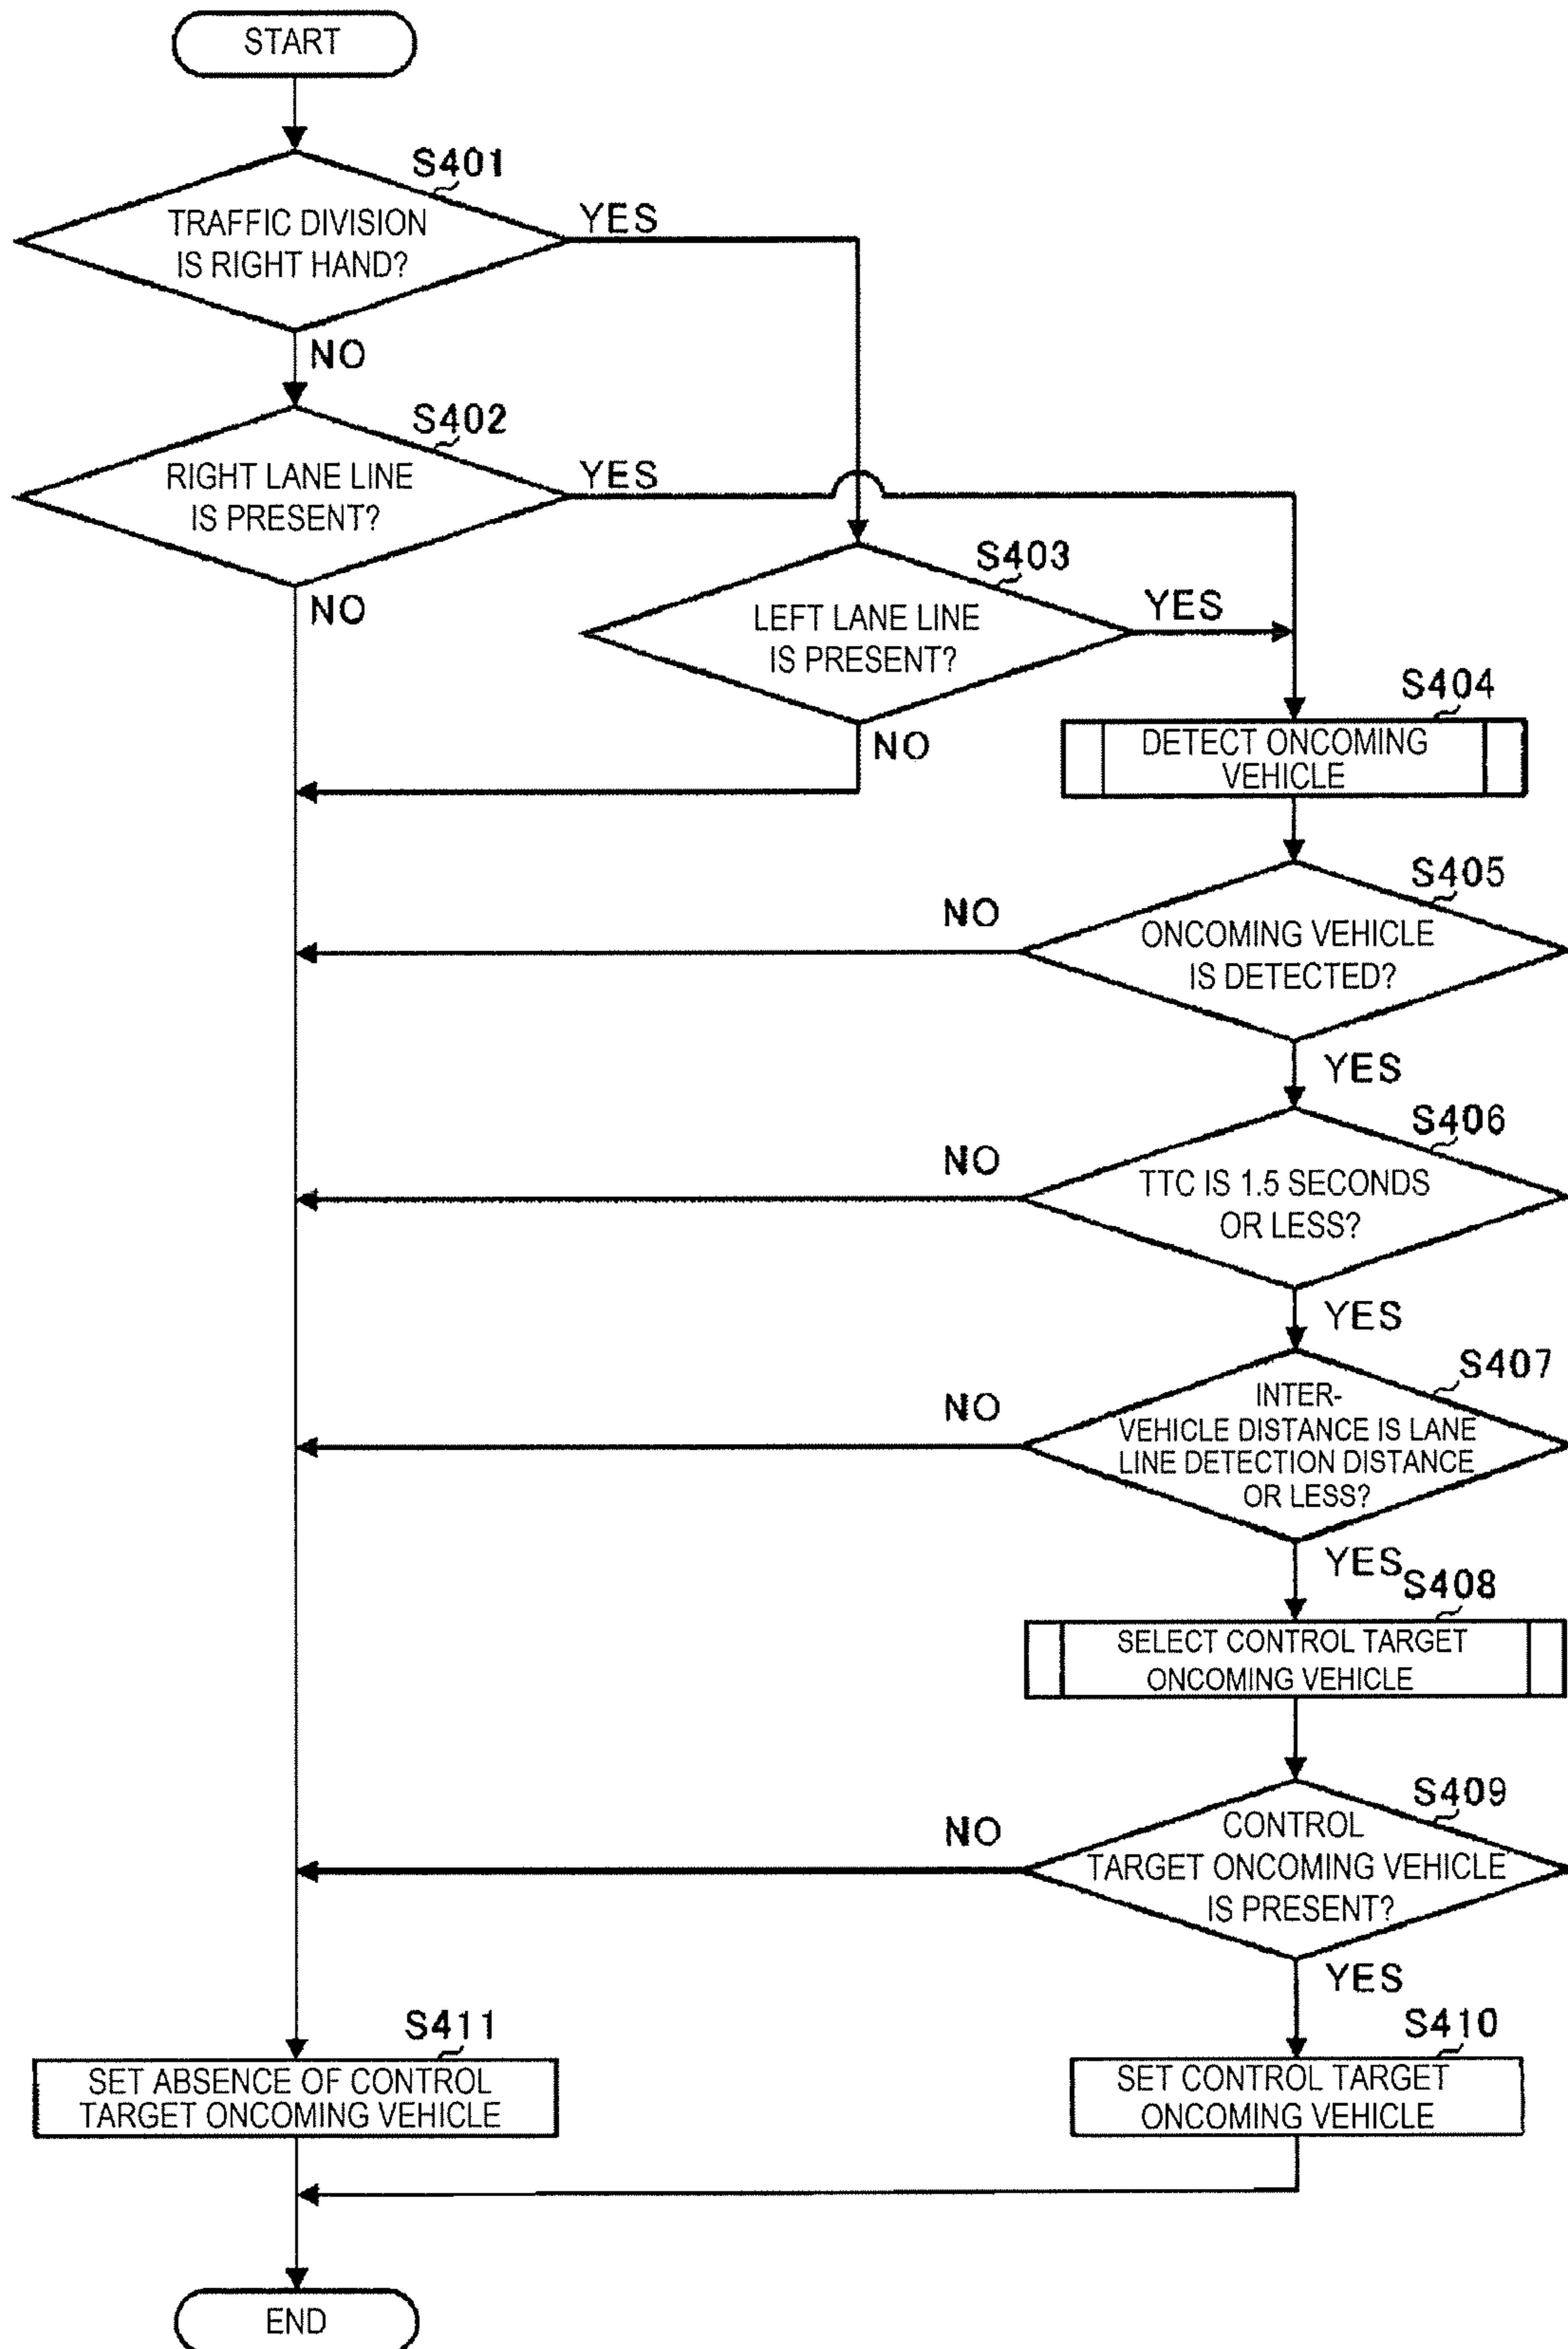 START
S401
TRAFFIC DIVISION
IS RIGHT HAND?
YES
NO
S402
RIGHT LANE LINE
IS PRESENT?
YES
NO
S403
LEFT LANE LINE
IS PRESENT?
YES
NO
S404
DETECT ONCOMING
VEHICLE
S405
ONCOMING VEHICLE
IS DETECTED?
NO
YES
S406
TTC IS 1.5 SECONDS
OR LESS?
NO
YES
S407
INTER-
VEHICLE DISTANCE IS LANE
LINE DETECTION DISTANCE
OR LESS?
NO
YES
S408
SELECT CONTROL TARGET
ONCOMING VEHICLE
S409
CONTROL
TARGET ONCOMING VEHICLE
IS PRESENT?
NO
YES
S411
SET ABSENCE OF CONTROL
TARGET ONCOMING VEHICLE
S410
SET CONTROL TARGET
ONCOMING VEHICLE
END